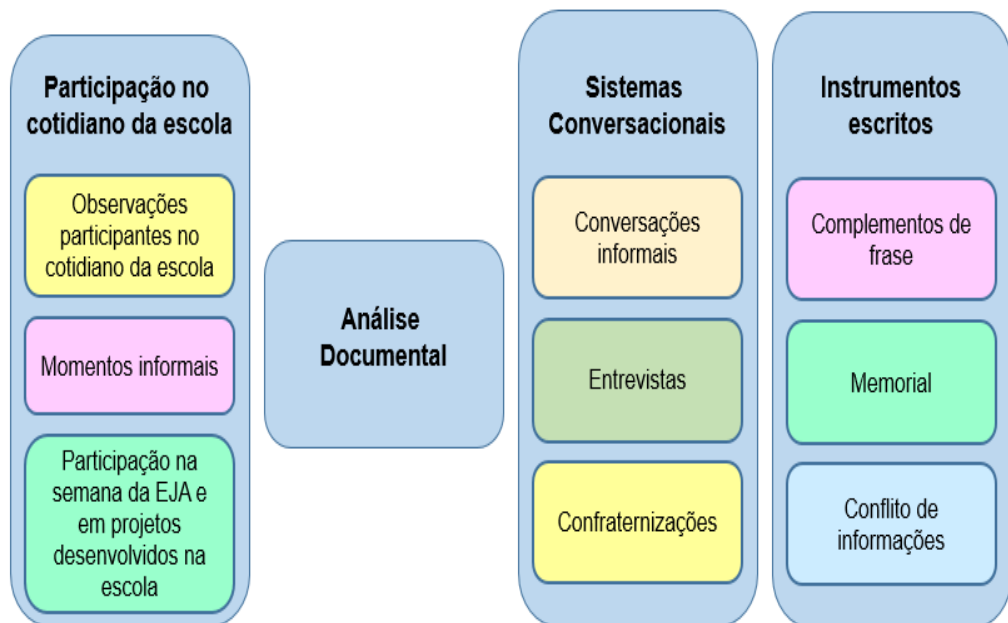 Participação no
cotidiano da escola
Observações
participantes no
cotidiano da escola
Momentos informais
Participação na
semana da EJA e
em projetos
desenvolvidos na
escola
Análise
Documental
Sistemas
Conversacionais
Conversações
informais
Entrevistas
Confraternizações
Instrumentos
escritos
Complementos de
frase
Memorial
Conflito de
informações